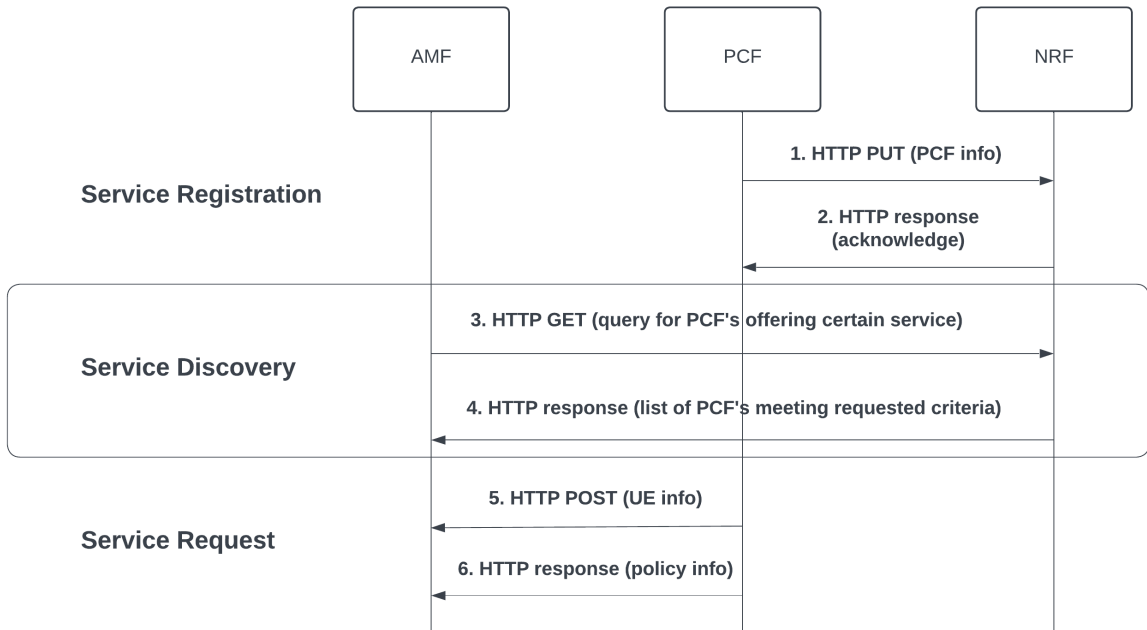 AMF
PCF
NRF
1. HTTP PUT (PCF info)
Service Registration
2. HTTP response
(acknowledge)
3. HTTP GET (query for PCF's offering certain service)
Service Discovery
4. HTTP response (list of PCF's meeting requested criteria)
5. HTTP POST (UE info)
Service Request
6. HTTP response (policy info)